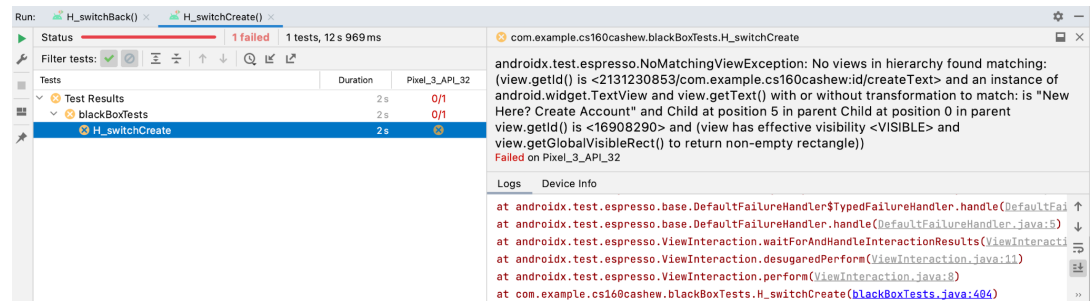 Run: H_switchBack() × H_switchCreate() ×
Status 1 failed 1 tests, 12 s 969 ms
Filter tests:
Tests Duration Pixel_3_API_32
Test Results 2 s 0/1
blackBoxTests 2 s 0/1
H_switchCreate 2 s
com.example.cs160cashew.blackBoxTests.H_switchCreate
androidx.test.espresso.NoMatchingViewException: No views in hierarchy found matching:
(view.getId() is <2131230853/com.example.cs160cashew:id/createText> and an instance of
android.widget.TextView and view.getText() with or without transformation to match: is "New
Here? Create Account" and Child at position 5 in parent Child at position 0 in parent
view.getId() is <16908290> and (view has effective visibility <VISIBLE> and
view.getGlobalVisibleRect() to return non-empty rectangle))
Failed on Pixel_3_API_32
Logs Device Info
at androidx.test.espresso.base.DefaultFailureHandler$TypedFailureHandler.handle(DefaultFai
at androidx.test.espresso.base.DefaultFailureHandler.handle(DefaultFailureHandler.java:5)
at androidx.test.espresso.ViewInteraction.waitForAndHandleInteractionResults(ViewInteracti
at androidx.test.espresso.ViewInteraction.desugaredPerform(ViewInteraction.java:11)
at androidx.test.espresso.ViewInteraction.perform(ViewInteraction.java:8)
at com.example.cs160cashew.blackBoxTests.H_switchCreate(blackBoxTests.java:404)